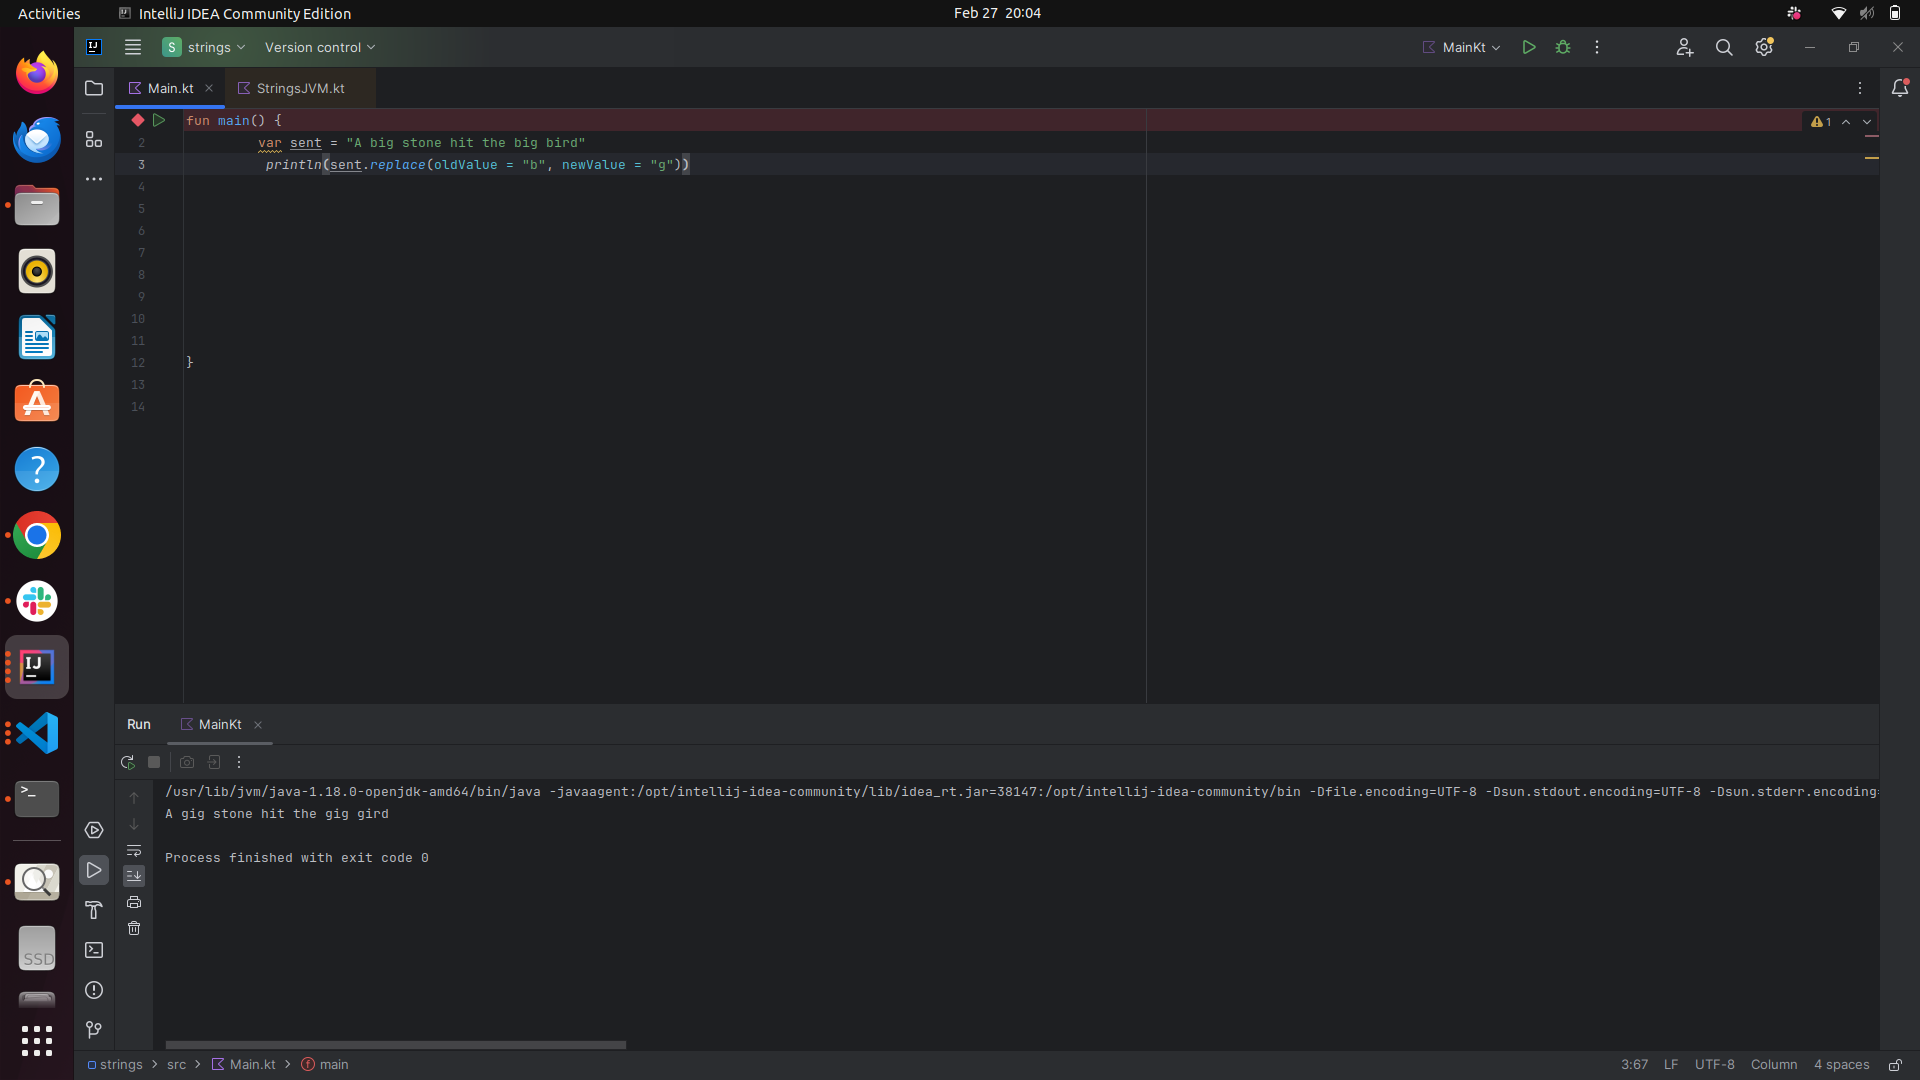 Activities IntelliJ IDEA Community Edition Feb 27 20:04
IJ S strings Version control MainKt
Main.kt StringsJVM.kt
fun main() { 1
2 var sent = "A big stone hit the big bird"
3 println(sent.replace(oldValue = "b", newValue = "g"))
4
5
6
7
8
9
10
11
12 }
13
14
Run MainKt
/usr/lib/jvm/java-1.18.0-openjdk-amd64/bin/java -javaagent:/opt/intellij-idea-community/lib/idea_rt.jar=38147:/opt/intellij-idea-community/bin -Dfile.encoding=UTF-8 -Dsun.stdout.encoding=UTF-8 -Dsun.stderr.encoding=
A gig stone hit the gig gird
Process finished with exit code 0
IJ
SSD
strings > src > Main.kt > main 3:67 LF UTF-8 Column 4 spaces